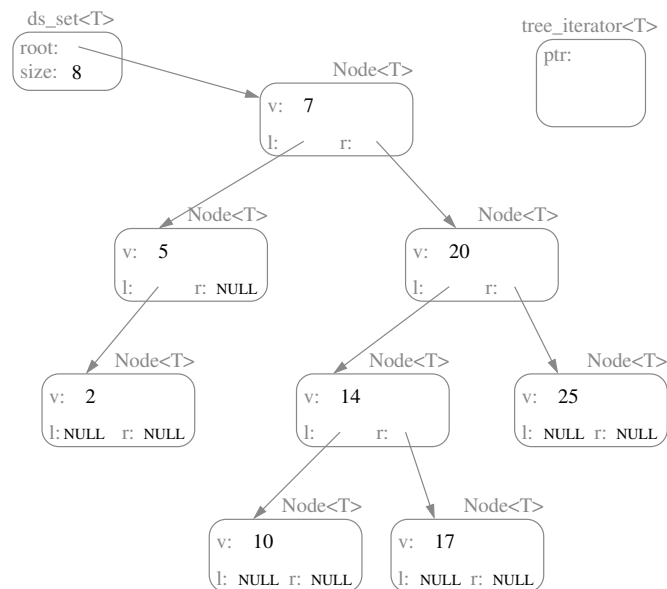 ds_set<T>
root:
size: 8
tree_iterator<T>
ptr:
Node<T>
v: 7
l: r:
Node<T>
v: 5
l: r: NULL
Node<T>
v: 20
l: r:
Node<T>
v: 2
l: NULL r: NULL
Node<T>
v: 14
l: r:
Node<T>
v: 25
l: NULL r: NULL
Node<T>
v: 10
l: NULL r: NULL
Node<T>
v: 17
l: NULL r: NULL